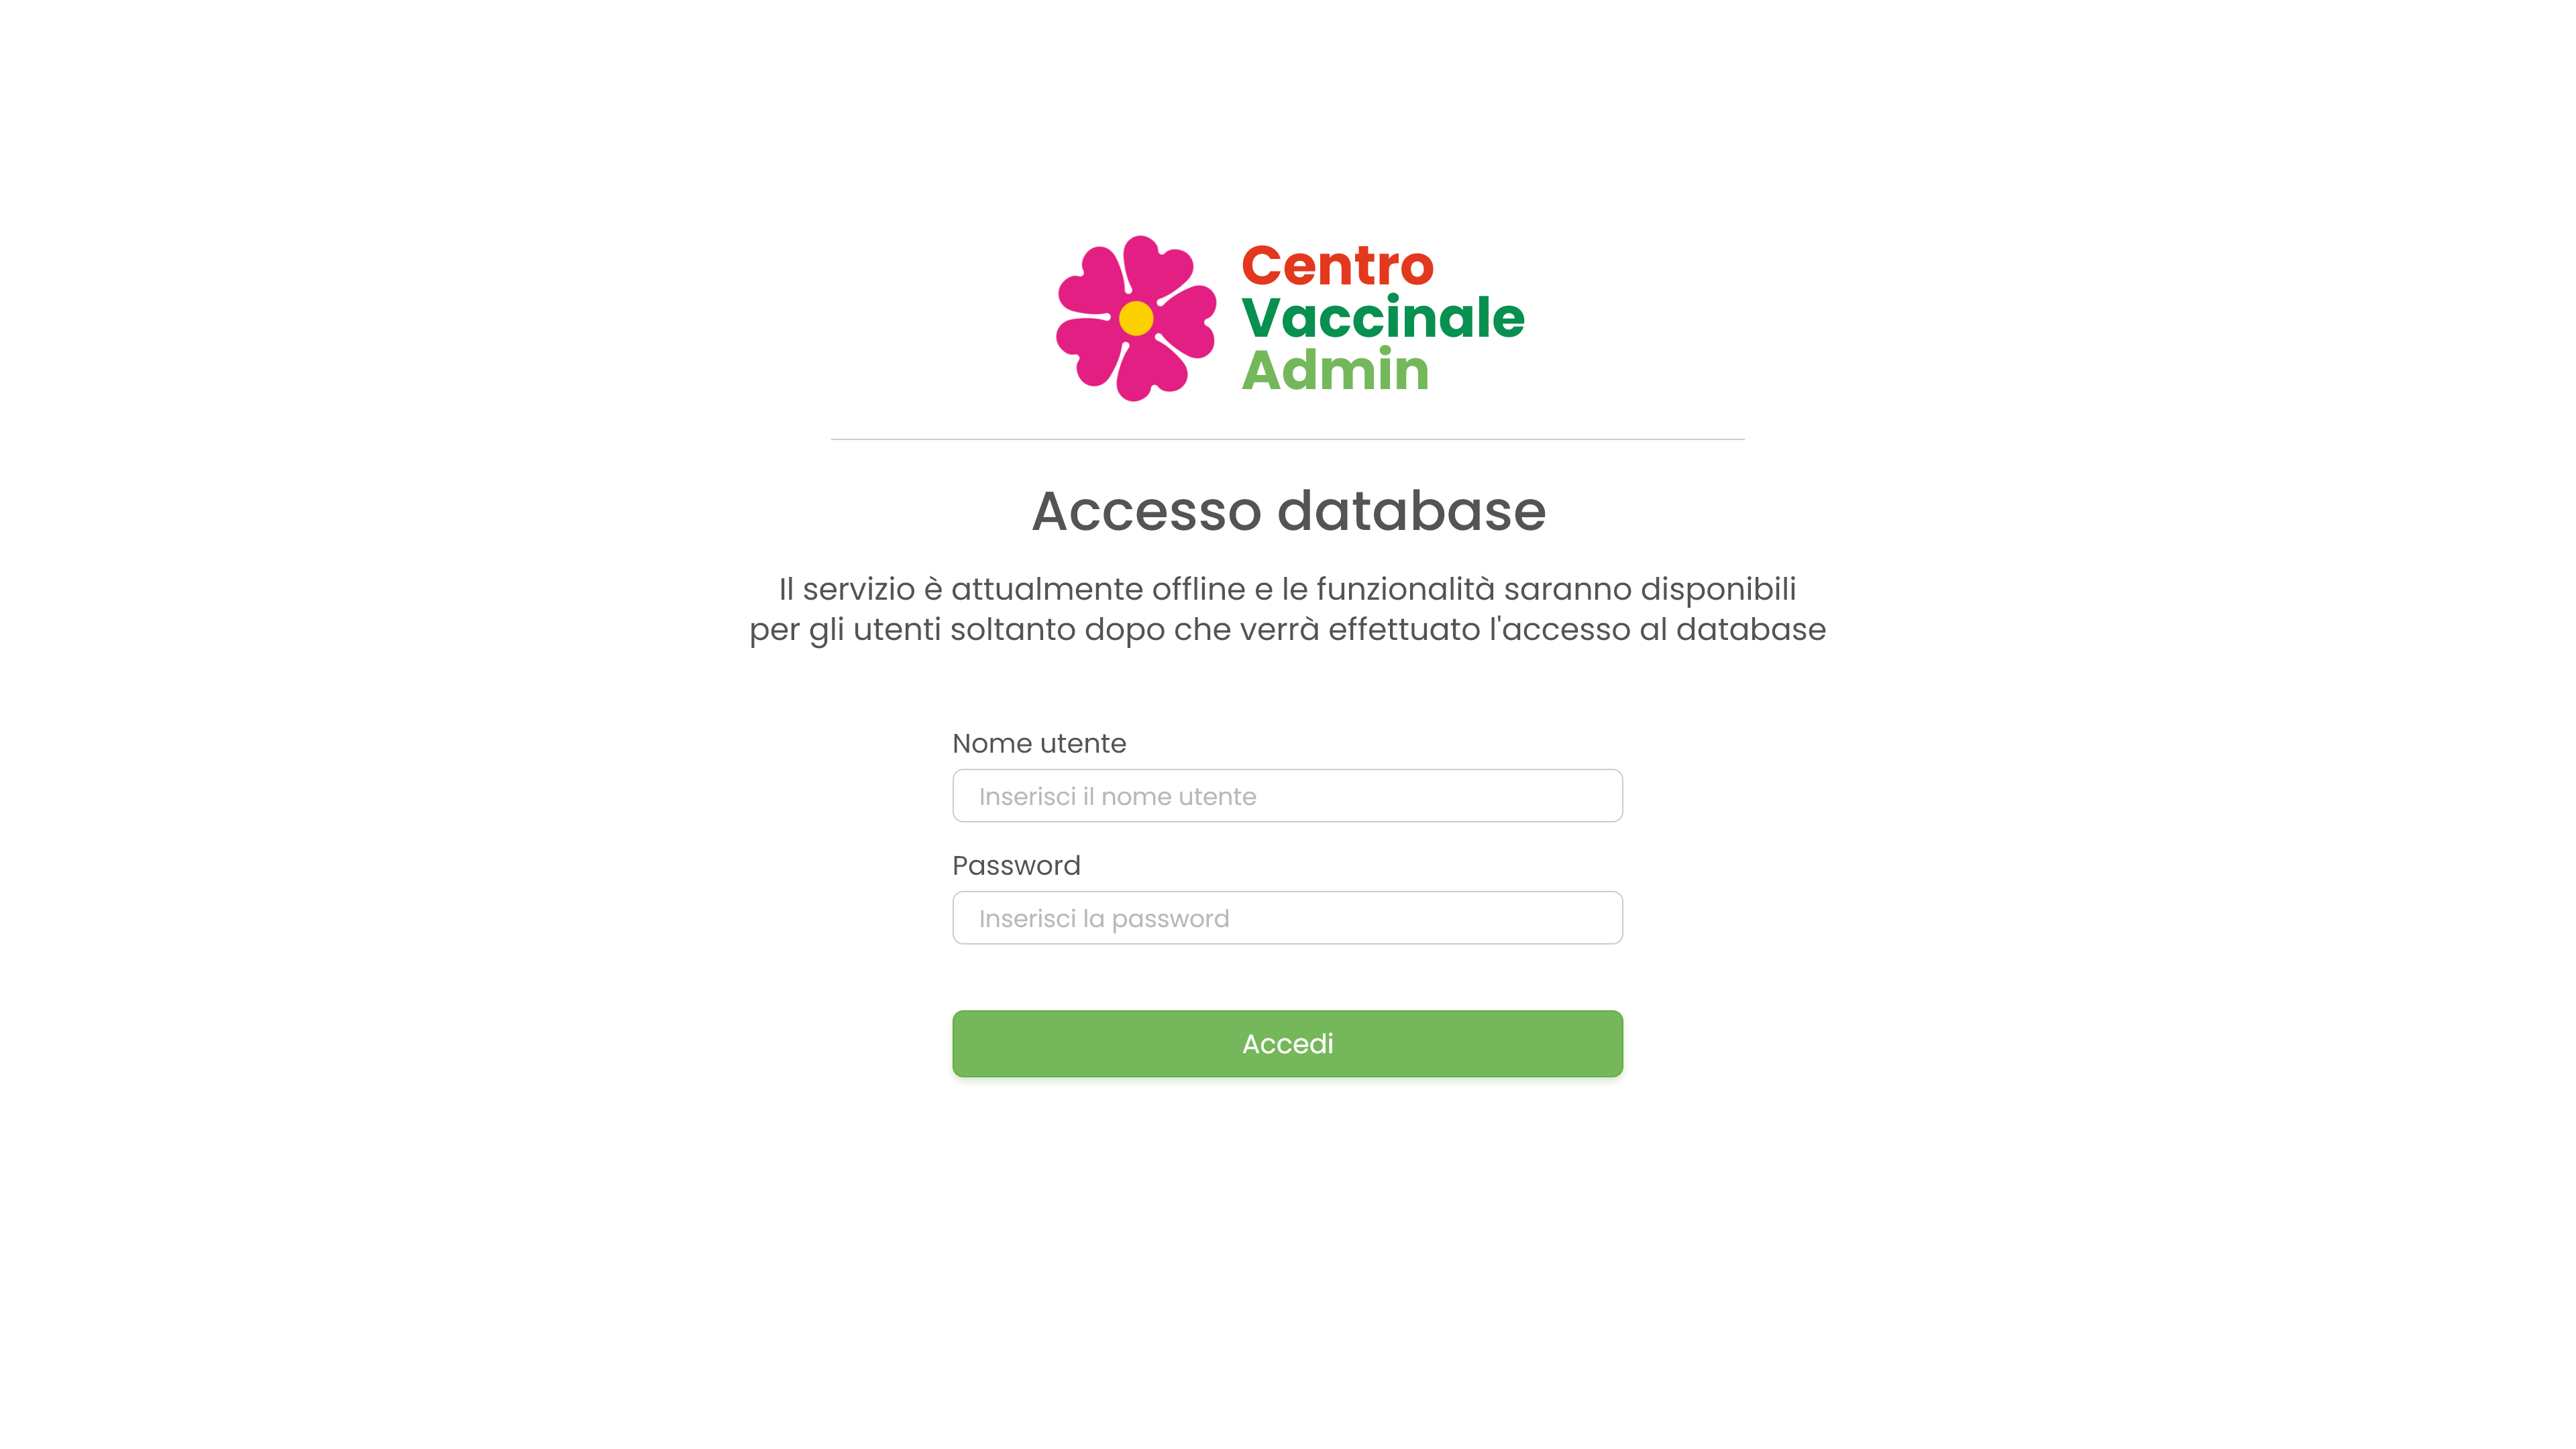 Centro
Vaccinale
Admin
Accesso database
Il servizio è attualmente offline e le funzionalità saranno disponibili
per gli utenti soltanto dopo che verrà effettuato l'accesso al database
Nome utente
Inserisci il nome utente
Password
Inserisci la password
Accedi